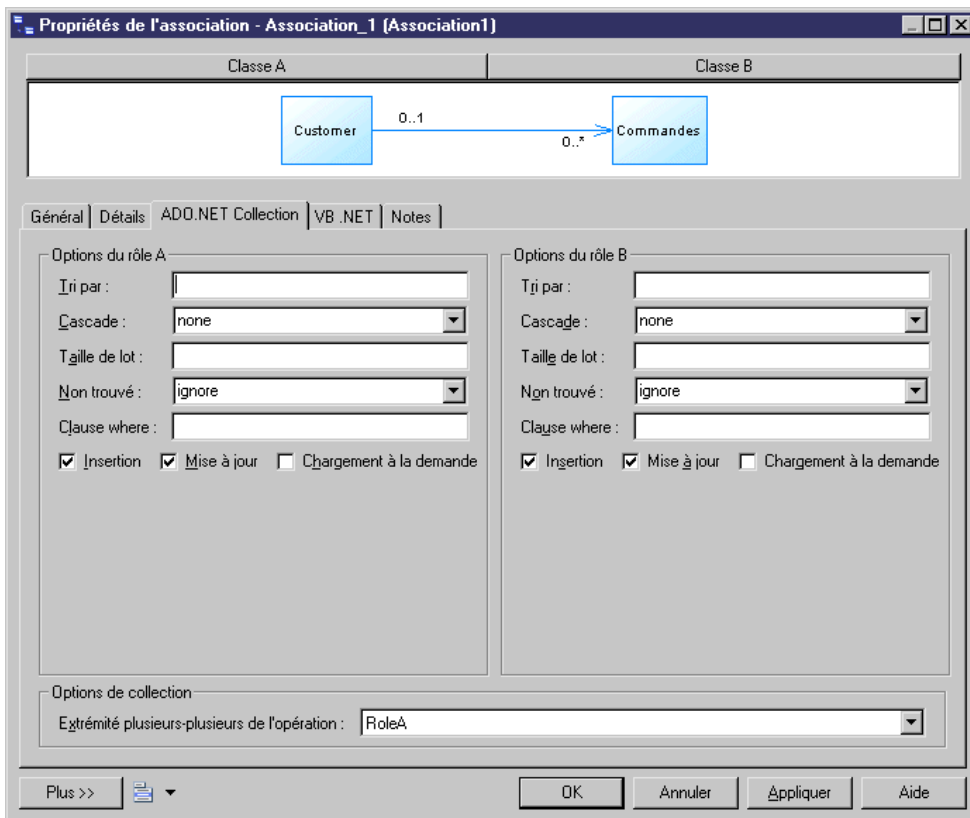 Propriétés de l'association - Association_1 (Association1)
Classe A Classe B
Customer 0..1 0..* Commandes
Général Détails ADO.NET Collection VB .NET Notes
Options du rôle A Options du rôle B
Tri par : Tri par :
Cascade : none Cascade : none
Taille de lot : Taille de lot :
Non trouvé : ignore Non trouvé : ignore
Clause where : Clause where :
Insertion Mise à jour Chargement à la demande Insertion Mise à jour Chargement à la demande
Options de collection
Extrémité plusieurs-plusieurs de l'opération : RoleA
Plus >> OK Annuler Appliquer Aide